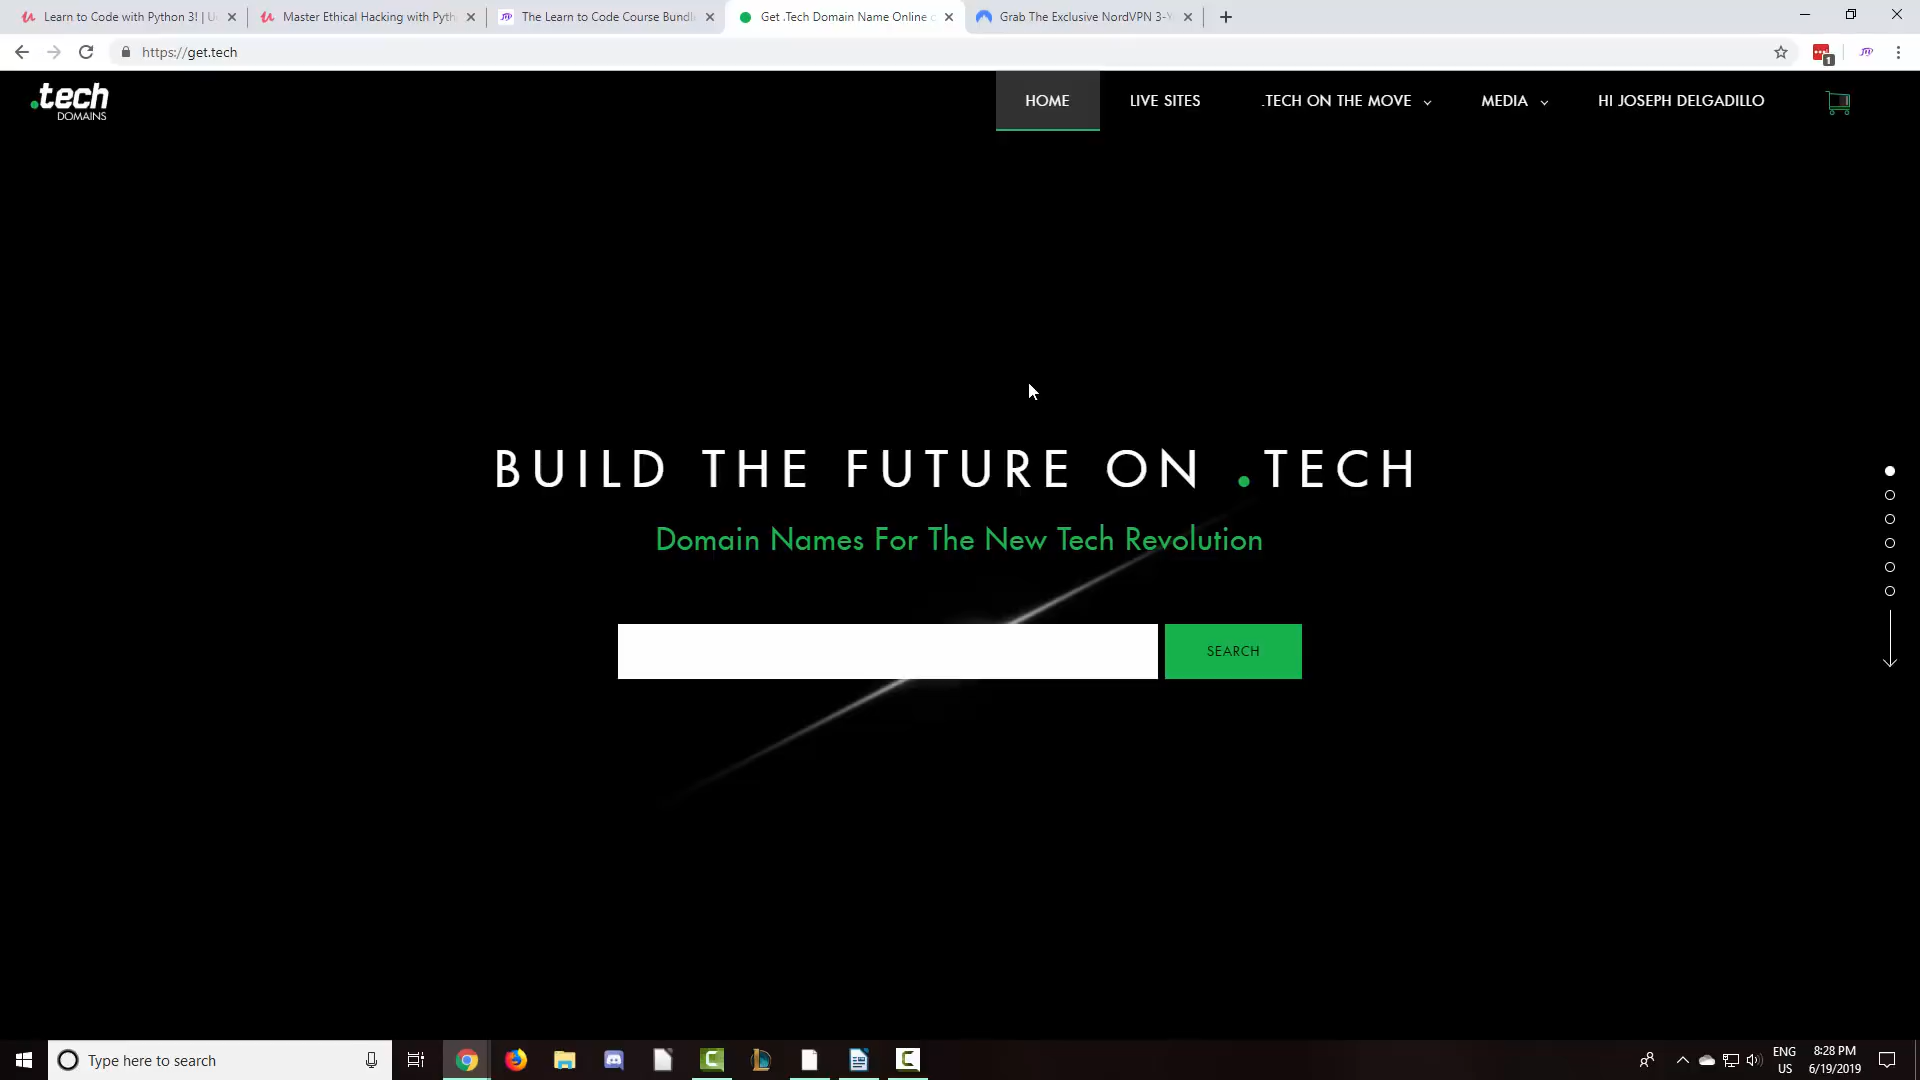 Learn to Code with Python 3! | U
Master Ethical Hacking with Pyth
The Learn to Code Course Bundl
Get .Tech Domain Name Online
Grab The Exclusive NordVPN 3-Y
https://get.tech
1
.tech
DOMAINS
HOME
LIVE SITES
.TECH ON THE MOVE
MEDIA
HI JOSEPH DELGADILLO
BUILD THE FUTURE ON .TECH
Domain Names For The New Tech Revolution
SEARCH
Type here to search
ENG
US
8:28 PM
6/19/2019